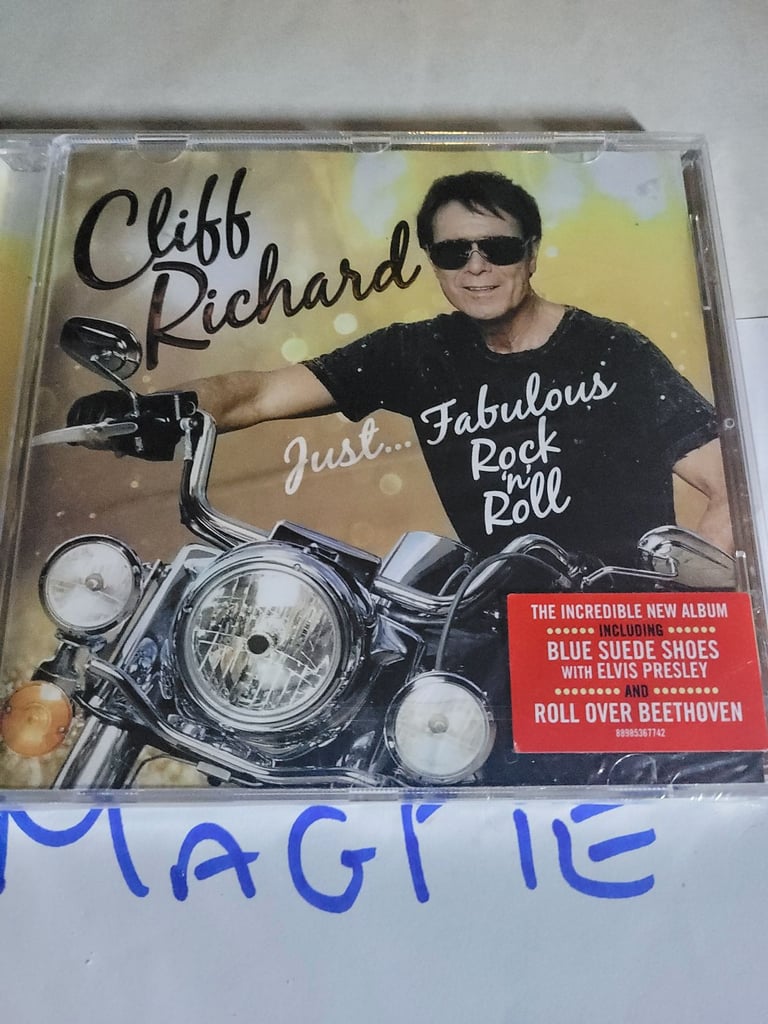 Cliff
Richard
Just... Fabulous
Rock
'n'
Roll
THE INCREDIBLE NEW ALBUM
INCLUDING
BLUE SUEDE SHOES
WITH ELVIS PRESLEY
AND
ROLL OVER BEETHOVEN
88985367742
MAGPIE